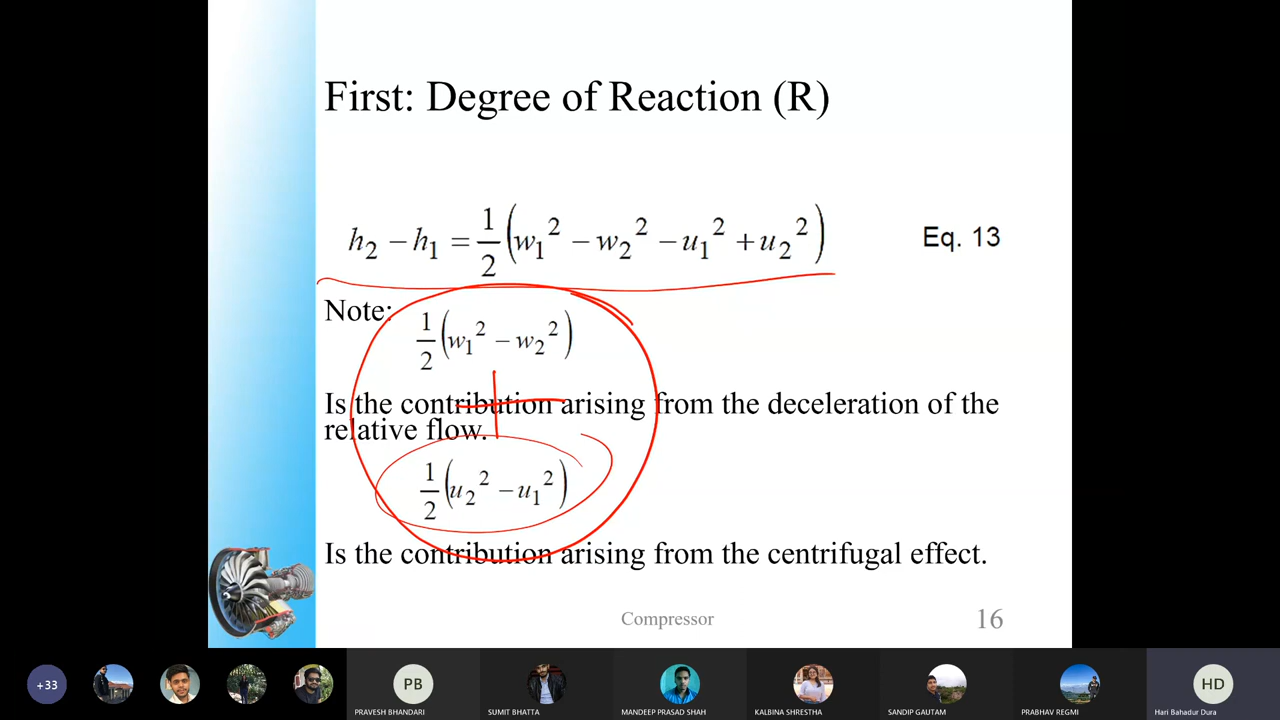 First: Degree of Reaction (R)
h₂ − h₁ = 1/2 (w₁² − w₂² − u₁² + u₂²) Eq. 13
Note:
1/2 (w₁² − w₂²)
Is the contribution arising from the deceleration of the
relative flow.
1/2 (u₂² − u₁²)
Is the contribution arising from the centrifugal effect.
Compressor 16
+33 PB HD
PRAVESH BHANDARI SUMIT BHATTA MANDEEP PRASAD SHAH KALBINA SHRESTHA SANDIP GAUTAM PRABHAV REGMI Hari Bahadur Dura